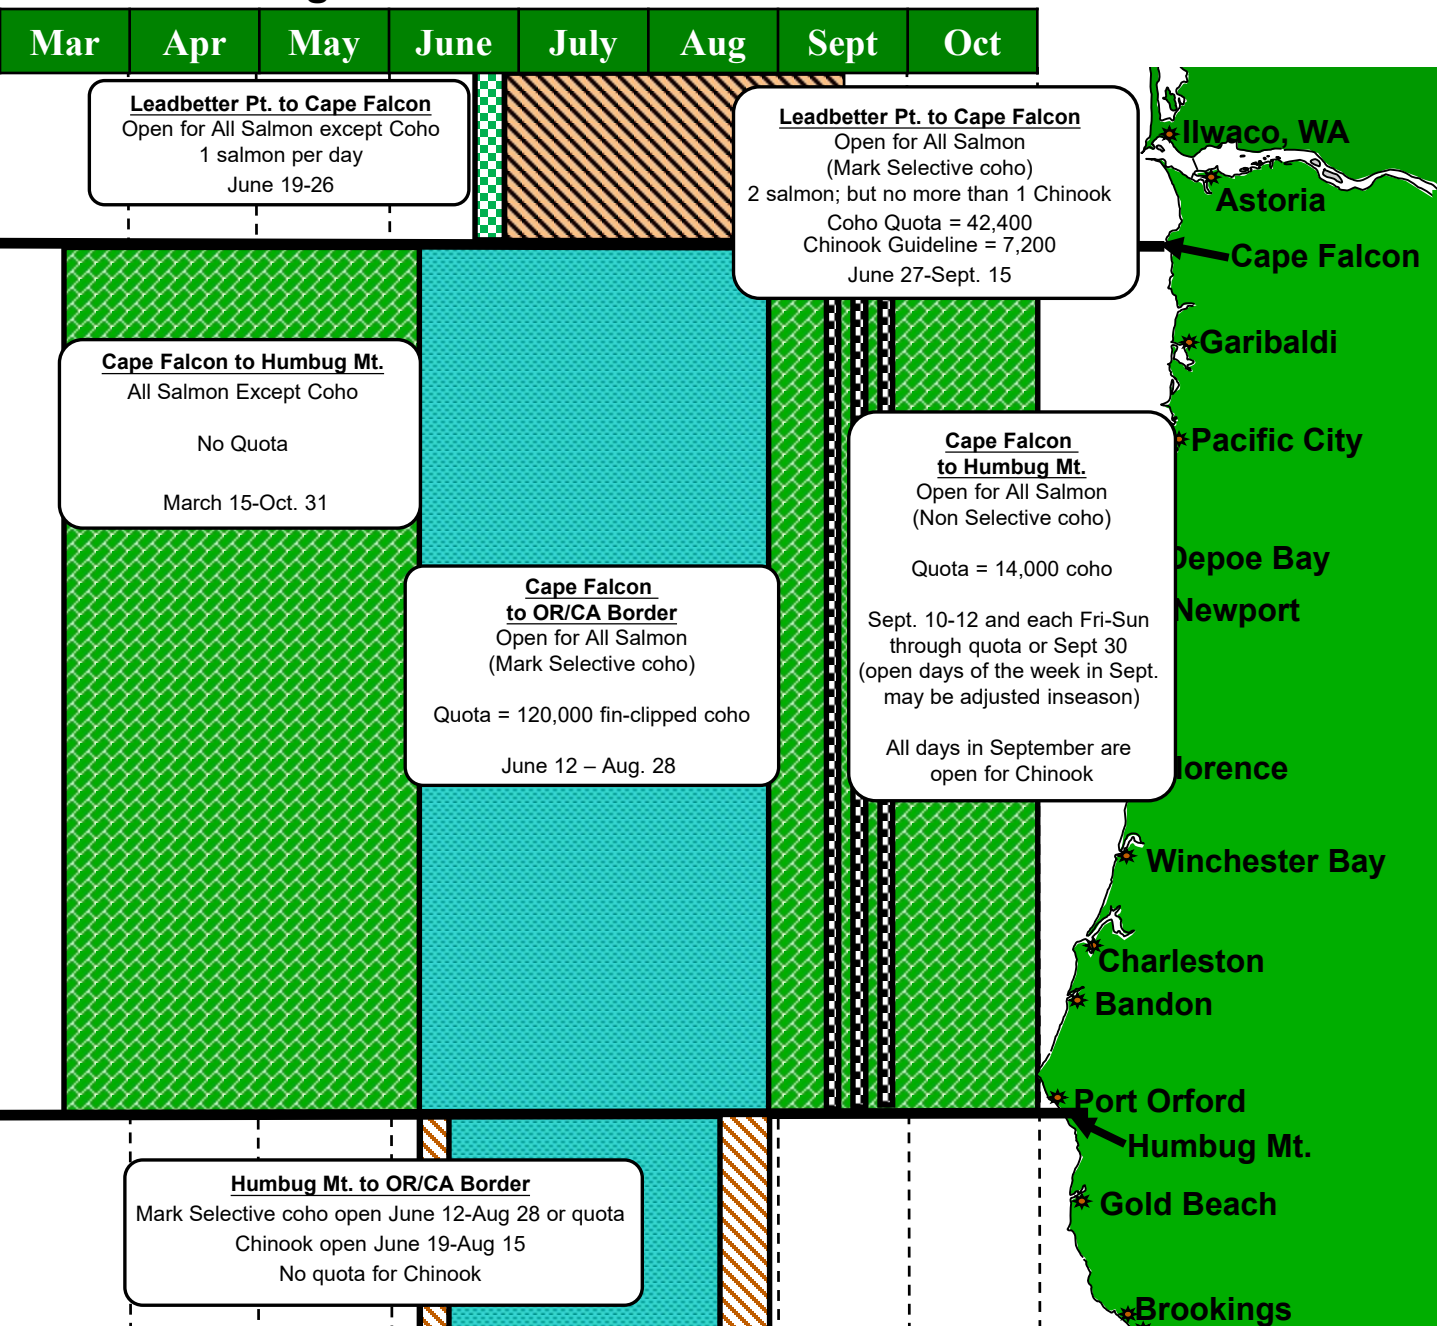 Mar Apr May June July Aug Sept Oct
Leadbetter Pt. to Cape Falcon
Open for All Salmon except Coho
1 salmon per day
June 19-26
Leadbetter Pt. to Cape Falcon
Open for All Salmon
(Mark Selective coho)
2 salmon; but no more than 1 Chinook
Coho Quota = 42,400
Chinook Guideline = 7,200
June 27-Sept. 15
Ilwaco, WA
Astoria
Cape Falcon
Garibaldi
Pacific City
Depoe Bay
Newport
lorence
Winchester Bay
Charleston
Bandon
Port Orford
Humbug Mt.
Gold Beach
Brookings
Cape Falcon to Humbug Mt.
All Salmon Except Coho
No Quota
March 15-Oct. 31
Cape Falcon
to OR/CA Border
Open for All Salmon
(Mark Selective coho)
Quota = 120,000 fin-clipped coho
June 12 – Aug. 28
Cape Falcon
to Humbug Mt.
Open for All Salmon
(Non Selective coho)
Quota = 14,000 coho
Sept. 10-12 and each Fri-Sun
through quota or Sept 30
(open days of the week in Sept.
may be adjusted inseason)
All days in September are
open for Chinook
Humbug Mt. to OR/CA Border
Mark Selective coho open June 12-Aug 28 or quota
Chinook open June 19-Aug 15
No quota for Chinook